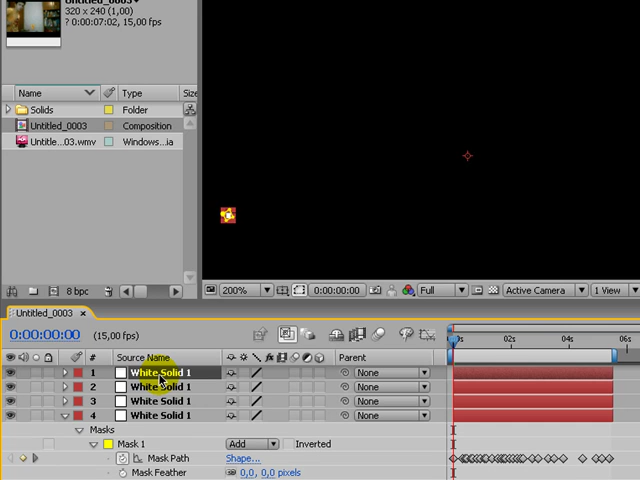 Untitled_0003▾
320 x 240 (1,00)
? 0:00:07:02, 15,00 fps
Name Type Size
Solids Folder
Untitled_0003 Composition
Untitle...03.wmv Windows...ia
8 bpc
200% 0:00:00:00 Full Active Camera 1 View
Untitled_0003 ×
0:00:00:00 (15,00 fps)
# Source Name Parent 02s 04s 06s
1 White Solid 1 None
2 White Solid 1 None
3 White Solid 1 None
4 White Solid 1 None
Masks
Mask 1 Add Inverted
Mask Path Shape...
Mask Feather 0,0, 0,0 pixels